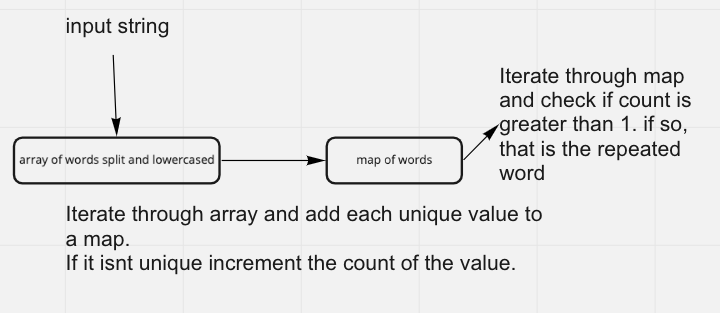 input string
Iterate through map
and check if count is
greater than 1. if so,
that is the repeated
word
array of words split and lowercased
map of words
Iterate through array and add each unique value to
a map.
If it isnt unique increment the count of the value.